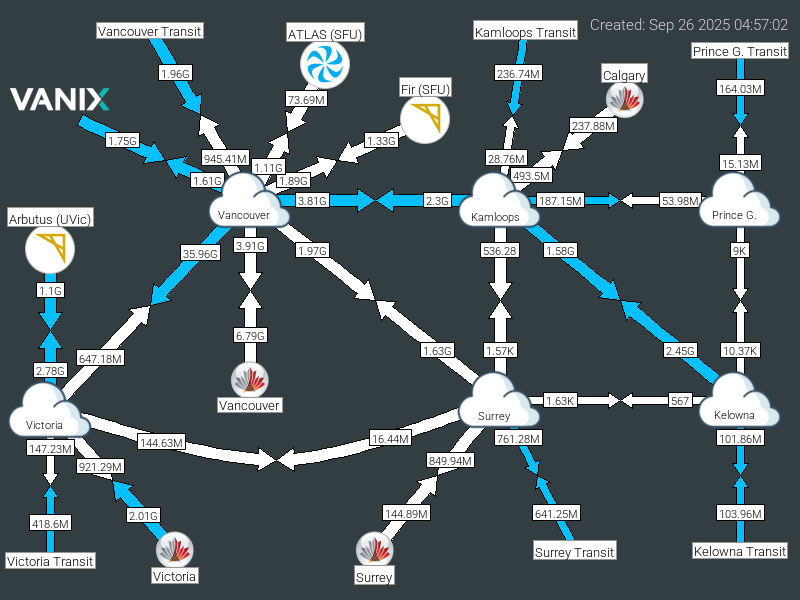 Created: Sep 26 2025 04:57:02
Vancouver Transit
ATLAS (SFU)
Kamloops Transit
Prince G. Transit
1.96G
236.74M
Calgary
164.03M
VANIX
73.69M
Fir (SFU)
237.88M
1.75G
1.33G
945.41M
28.76M
15.13M
1.11G
493.5M
1.61G
1.89G
3.81G
2.3G
187.15M
53.98M
Vancouver
Kamloops
Prince G.
Arbutus (UVic)
35.96G
3.91G
1.97G
536.28
1.58G
9K
1.1G
6.79G
647.18M
1.63G
1.57K
2.45G
10.37K
2.78G
Vancouver
1.63K
567
Victoria
Surrey
Kelowna
144.63M
16.44M
761.28M
101.86M
147.23M
921.29M
849.94M
418.6M
2.01G
144.89M
641.25M
103.96M
Victoria Transit
Victoria
Surrey
Surrey Transit
Kelowna Transit